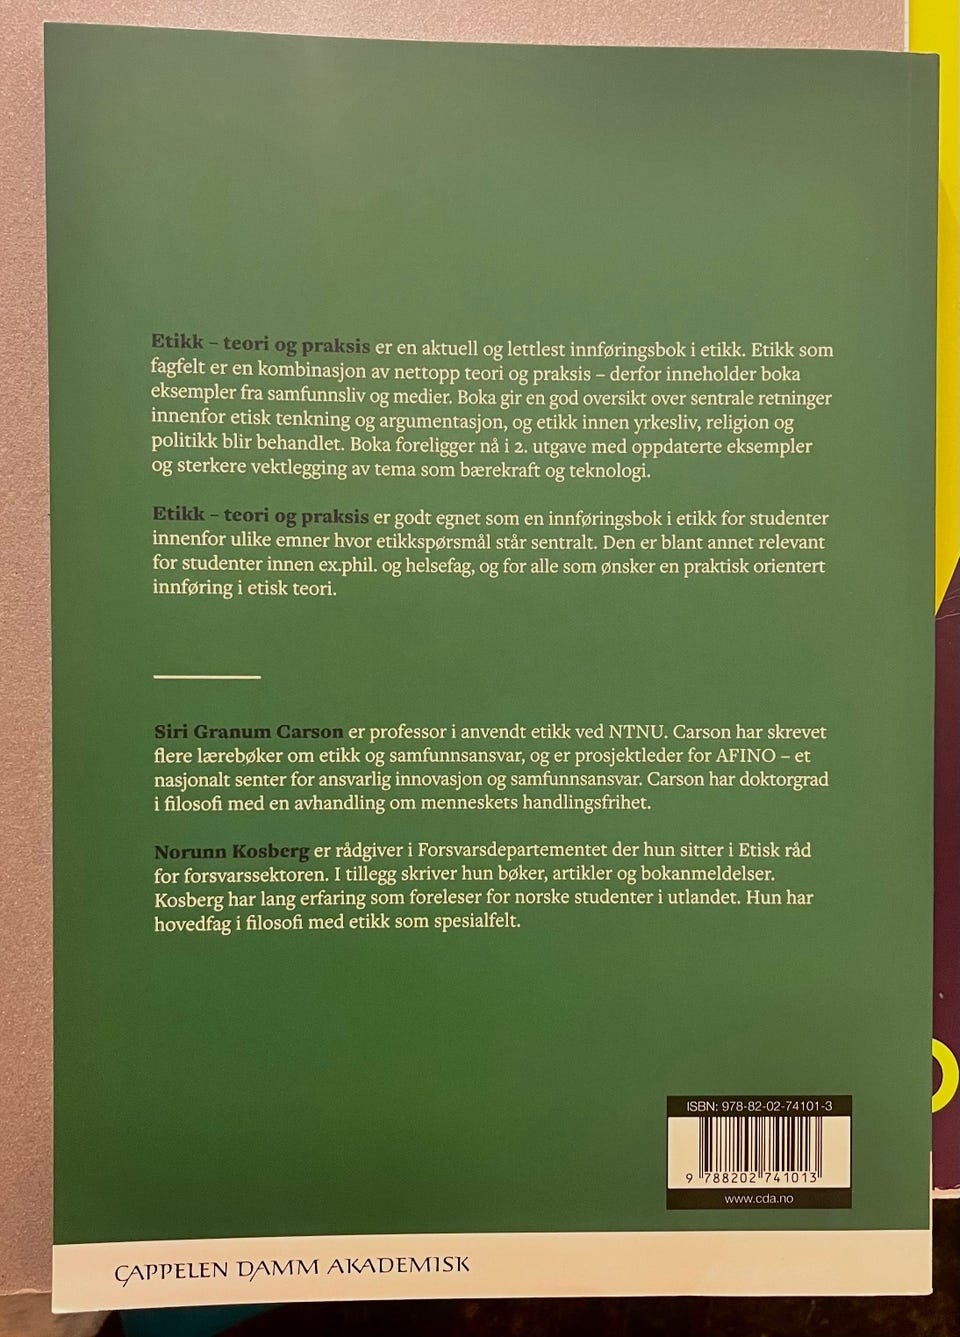 Etikk – teori og praksis er en aktuell og lettlest innføringsbok i etikk. Etikk som
fagfelt er en kombinasjon av nettopp teori og praksis – derfor inneholder boka
eksempler fra samfunnsliv og medier. Boka gir en god oversikt over sentrale retninger
innenfor etisk tenkning og argumentasjon, og etikk innen yrkesliv, religion og
politikk blir behandlet. Boka foreligger nå i 2. utgave med oppdaterte eksempler
og sterkere vektlegging av tema som bærekraft og teknologi.
Etikk – teori og praksis er godt egnet som en innføringsbok i etikk for studenter
innenfor ulike emner hvor etikkspørsmål står sentralt. Den er blant annet relevant
for studenter innen ex.phil. og helsefag, og for alle som ønsker en praktisk orientert
innføring i etisk teori.
Siri Granum Carson er professor i anvendt etikk ved NTNU. Carson har skrevet
flere lærebøker om etikk og samfunnsansvar, og er prosjektleder for AFINO – et
nasjonalt senter for ansvarlig innovasjon og samfunnsansvar. Carson har doktorgrad
i filosofi med en avhandling om menneskets handlingsfrihet.
Norunn Kosberg er rådgiver i Forsvarsdepartementet der hun sitter i Etisk råd
for forsvarssektoren. I tillegg skriver hun bøker, artikler og bokanmeldelser.
Kosberg har lang erfaring som foreleser for norske studenter i utlandet. Hun har
hovedfag i filosofi med etikk som spesialfelt.
ISBN: 978-82-02-74101-3
9 788202 741013
www.cda.no
CAPPELEN DAMM AKADEMISK